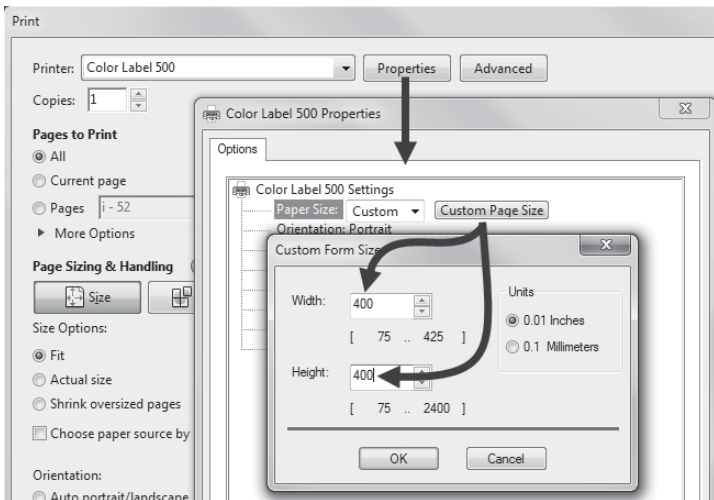 Print
Printer: Color Label 500 Properties Advanced
Copies: 1
Pages to Print
All
Current page
Pages i - 52
More Options
Page Sizing & Handling
Size
Size Options:
Fit
Actual size
Shrink oversized pages
Choose paper source by
Orientation:
Auto portrait/landscape
Color Label 500 Properties
Options
Color Label 500 Settings
Paper Size: Custom Custom Page Size
Orientation: Portrait
Custom Form Size
Width: 400
[ 75 .. 425 ]
Height: 400
[ 75 .. 2400 ]
Units
0.01 Inches
0.1 Millimeters
OK Cancel